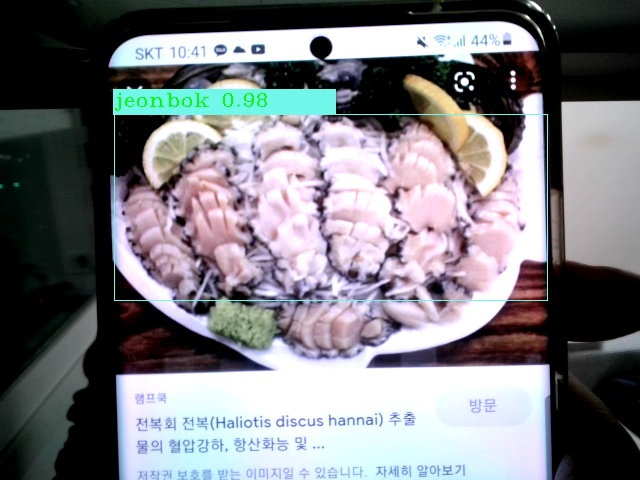 SKT 10:41
44%
jeonbok 0.98
램프쿡
전복회 전복(Haliotis discus hannai) 추출
물의 혈압강하, 항산화능 및 ...
방문
저작권 보호를 받는 이미지일 수 있습니다. 자세히 알아보기